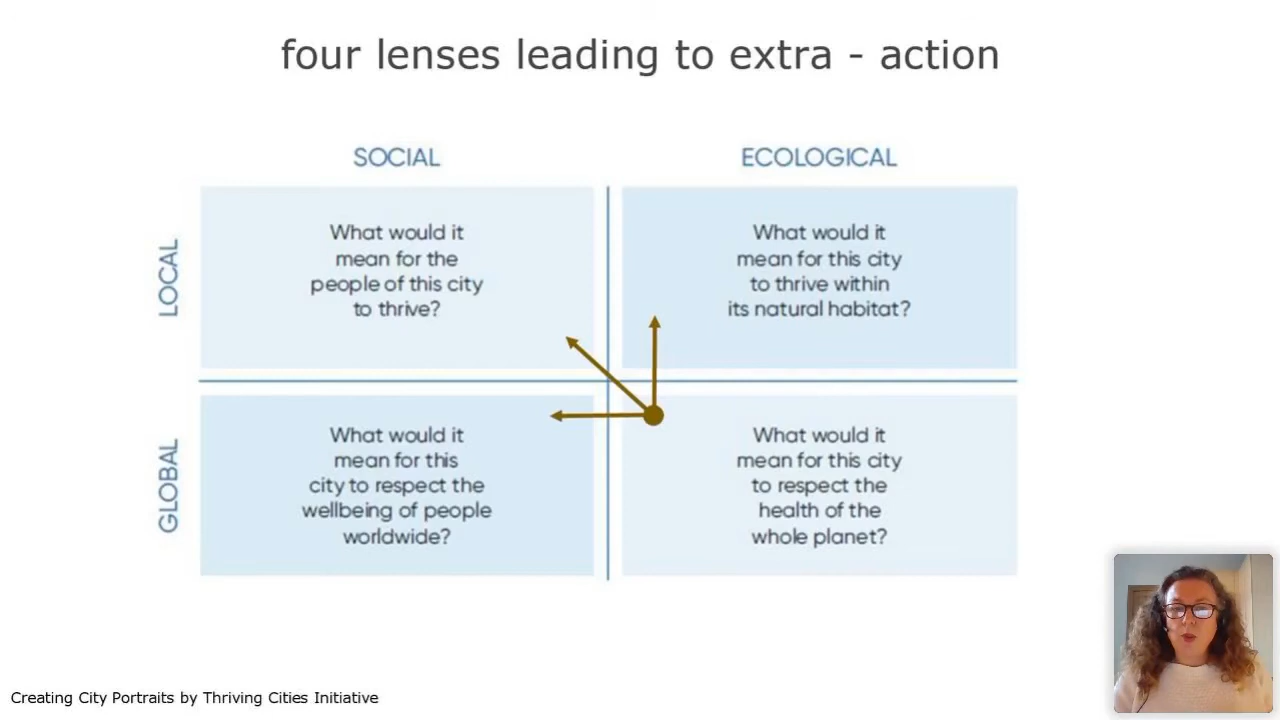 four lenses leading to extra - action
SOCIAL
ECOLOGICAL
LOCAL
What would it
mean for the
people of this city
to thrive?
What would it
mean for this city
to thrive within
its natural habitat?
GLOBAL
What would it
mean for this
city to respect the
wellbeing of people
worldwide?
What would it
mean for this city
to respect the
health of the
whole planet?
Creating City Portraits by Thriving Cities Initiative